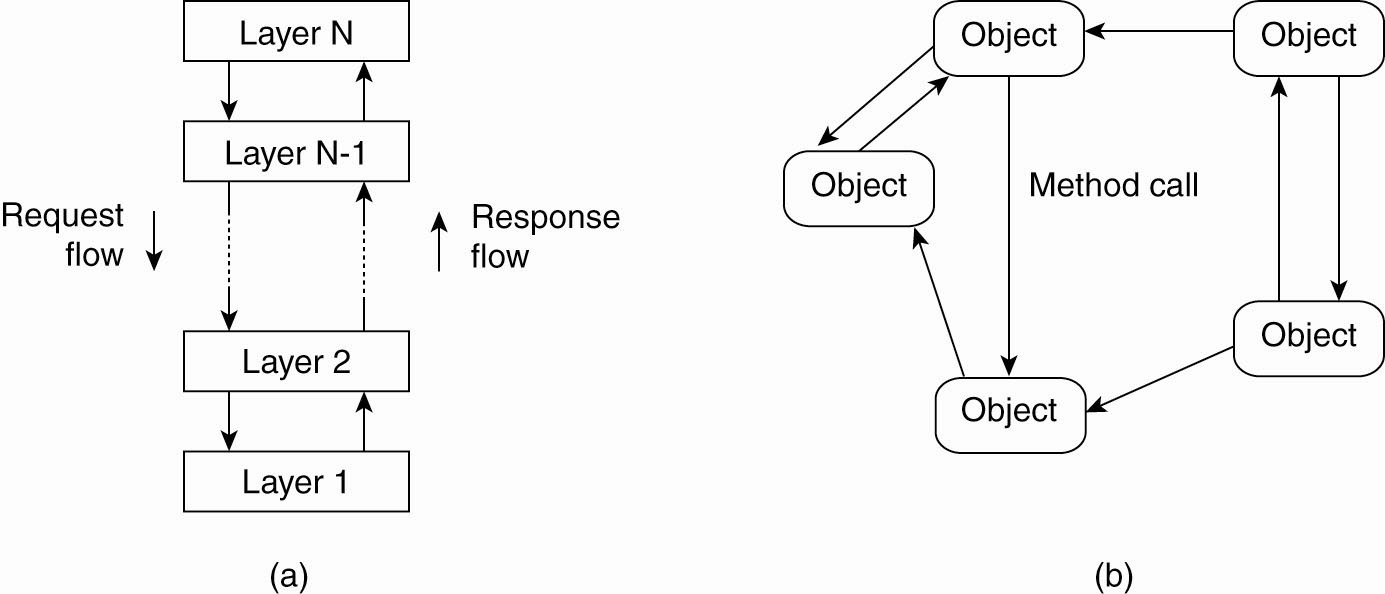 Layer N
Layer N-1
Request
flow
Response
flow
Layer 2
Layer 1
(a)
Object
Object
Object
Method call
Object
Object
(b)